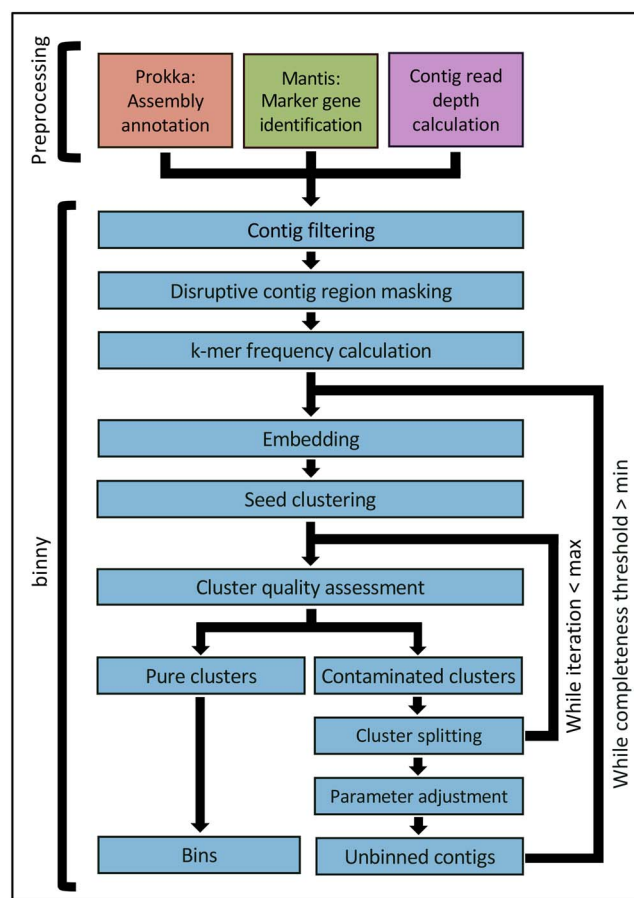 Preprocessing
Prokka:
Assembly
annotation
Mantis:
Marker gene
identification
Contig read
depth
calculation
binny
Contig filtering
Disruptive contig region masking
k-mer frequency calculation
Embedding
Seed clustering
Cluster quality assessment
Pure clusters
Contaminated clusters
Cluster splitting
Parameter adjustment
Bins
Unbinned contigs
While iteration < max
While completeness threshold > min